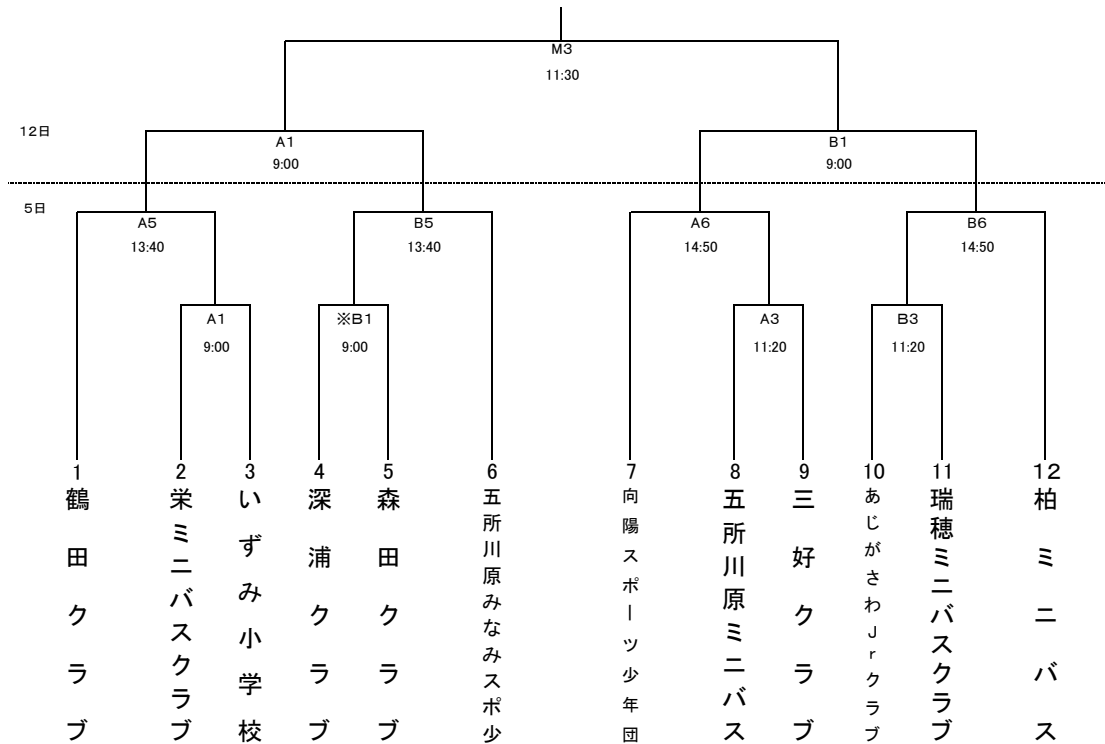 M3
11:30
12日
A1
9:00
B1
9:00
5日
A5
13:40
B5
13:40
A6
14:50
B6
14:50
A1
9:00
※B1
9:00
A3
11:20
B3
11:20
1
鶴田クラブ
2
栄ミニバスクラブ
3
いずみ小学校
4
深浦クラブ
5
森田クラブ
6
五所川原みなみスポ少
7
向陽スポーツ少年団
8
五所川原ミニバス
9
三好クラブ
10
あじがさわJrクラブ
11
瑞穂ミニバスクラブ
12
柏ミニバス